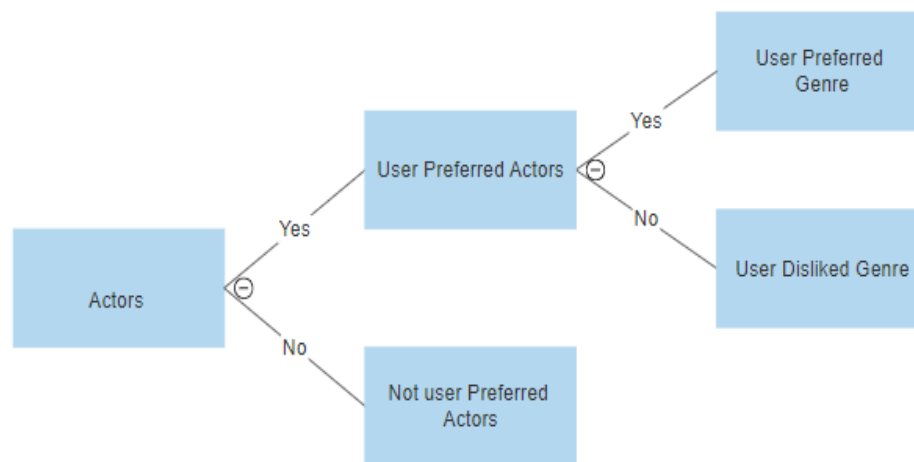 User Preferred
Genre
Yes
User Preferred Actors
No
Yes
User Disliked Genre
Actors
No
Not user Preferred
Actors